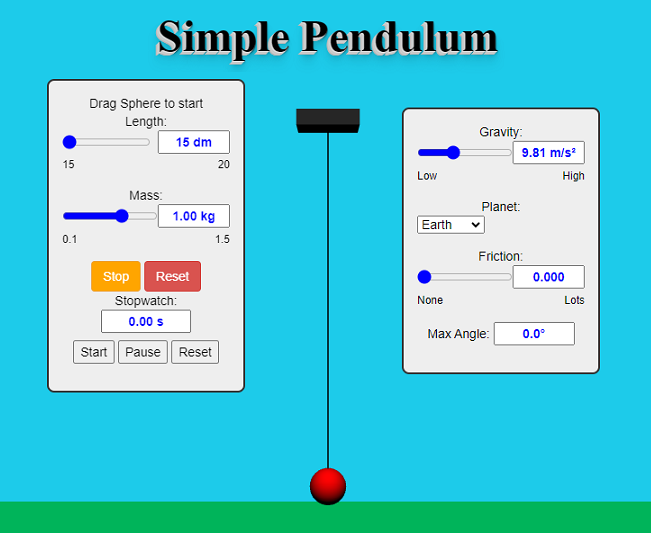 Simple Pendulum
Drag Sphere to start
Length:
15 dm
15 20
Mass:
1.00 kg
0.1 1.5
Stop Reset
Stopwatch:
0.00 s
Start Pause Reset
Gravity:
9.81 m/s²
Low High
Planet:
Earth
Friction:
0.000
None Lots
Max Angle: 0.0°